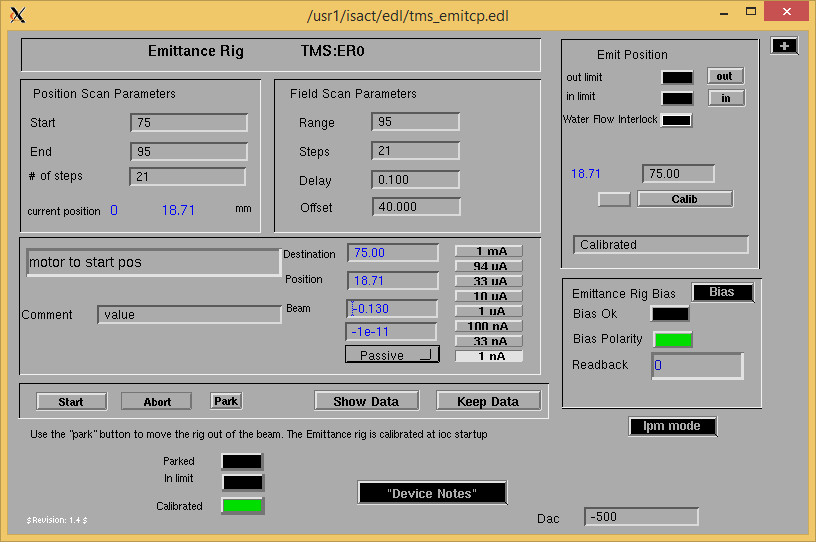 /usr1/isact/edl/tms_emitcp.edl
Emittance Rig TMS:ER0
+
Position Scan Parameters
Start 75
End 95
# of steps 21
current position 0 18.71 mm
Field Scan Parameters
Range 95
Steps 21
Delay 0.100
Offset 40.000
Emit Position
out limit out
in limit in
Water Flow Interlock
18.71 75.00
Calib
Calibrated
motor to start pos
Comment value
Destination 75.00
Position 18.71
Beam -0.130
-1e-11
Passive
1 mA
94 uA
33 uA
10 uA
1 uA
100 nA
33 nA
1 nA
Emittance Rig Bias Bias
Bias Ok
Bias Polarity
Readback 0
Start Abort Park Show Data Keep Data
Ipm mode
Use the "park" button to move the rig out of the beam. The Emittance rig is calibrated at ioc startup
Parked
In limit
Calibrated
"Device Notes"
Dac -500
$Revision: 1.4 $